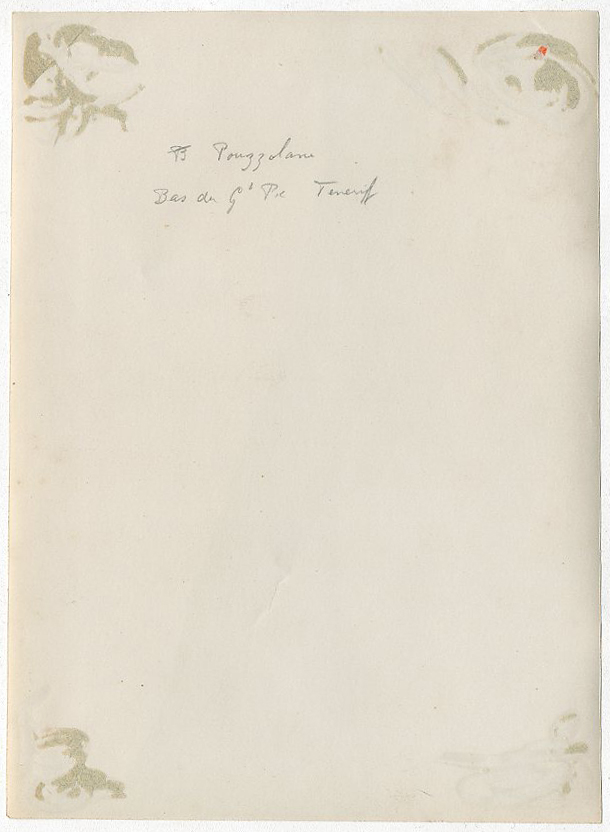 Pouzzolane
Bas du Gd Pic Tenerif